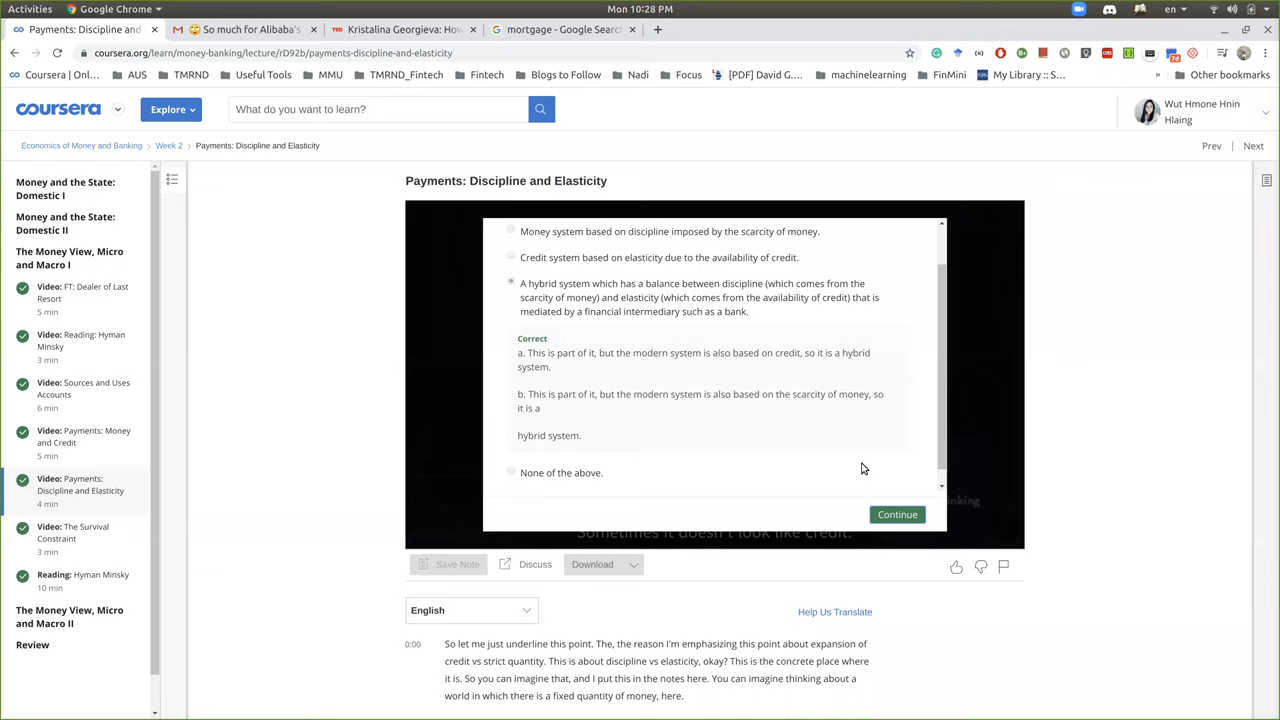 Activities
Google Chrome
Mon 10:28 PM
en
Payments: Discipline and
So much for Alibaba's
TED
Kristalina Georgieva: How
mortgage - Google Search
coursera.org/learn/money-banking/lecture/rD92b/payments-discipline-and-elasticity
Coursera | Onl…
AUS
TMRND
Useful Tools
MMU
TMRND_Fintech
Fintech
Blogs to Follow
Nadi
Focus
[PDF] David G.…
machinelearning
FinMini
My Library :: S…
»
Other bookmarks
coursera
Explore
What do you want to learn?
Wut Hmone Hnin
Hlaing
Economics of Money and Banking > Week 2 > Payments: Discipline and Elasticity
Prev | Next
Money and the State:
Domestic I
Money and the State:
Domestic II
The Money View, Micro
and Macro I
Video: FT: Dealer of Last
Resort
5 min
Video: Reading: Hyman
Minsky
3 min
Video: Sources and Uses
Accounts
6 min
Video: Payments: Money
and Credit
5 min
Video: Payments:
Discipline and Elasticity
4 min
Video: The Survival
Constraint
3 min
Reading: Hyman Minsky
10 min
The Money View, Micro
and Macro II
Review
Payments: Discipline and Elasticity
Money system based on discipline imposed by the scarcity of money.
Credit system based on elasticity due to the availability of credit.
A hybrid system which has a balance between discipline (which comes from the
scarcity of money) and elasticity (which comes from the availability of credit) that is
mediated by a financial intermediary such as a bank.
Correct
a. This is part of it, but the modern system is also based on credit, so it is a hybrid
system.
b. This is part of it, but the modern system is also based on the scarcity of money, so
it is a
hybrid system.
None of the above.
Continue
Sometimes it doesn't look like credit.
Save Note
Discuss
Download
English
Help Us Translate
0:00
So let me just underline this point. The, the reason I'm emphasizing this point about expansion of
credit vs strict quantity. This is about discipline vs elasticity, okay? This is the concrete place where
it is. So you can imagine that, and I put this in the notes here. You can imagine thinking about a
world in which there is a fixed quantity of money, here.